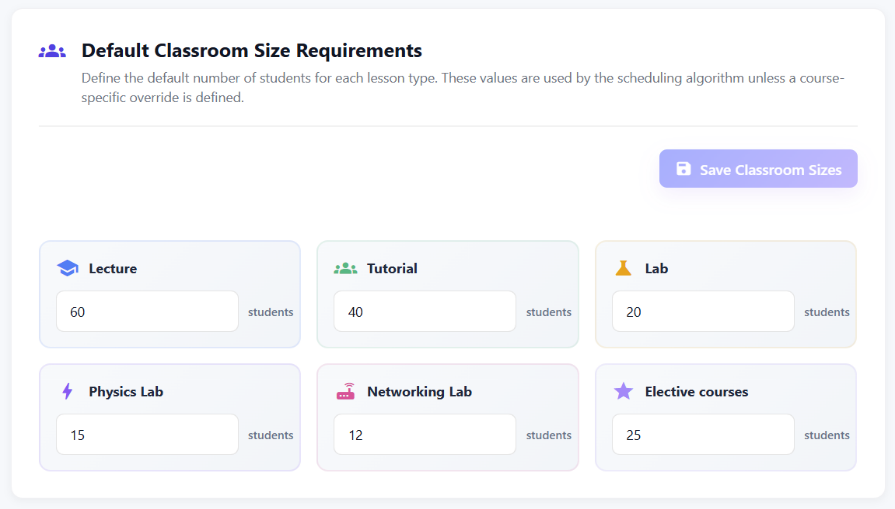 Default Classroom Size Requirements
Define the default number of students for each lesson type. These values are used by the scheduling algorithm unless a course-
specific override is defined.
Save Classroom Sizes
Lecture
60 students
Tutorial
40 students
Lab
20 students
Physics Lab
15 students
Networking Lab
12 students
Elective courses
25 students